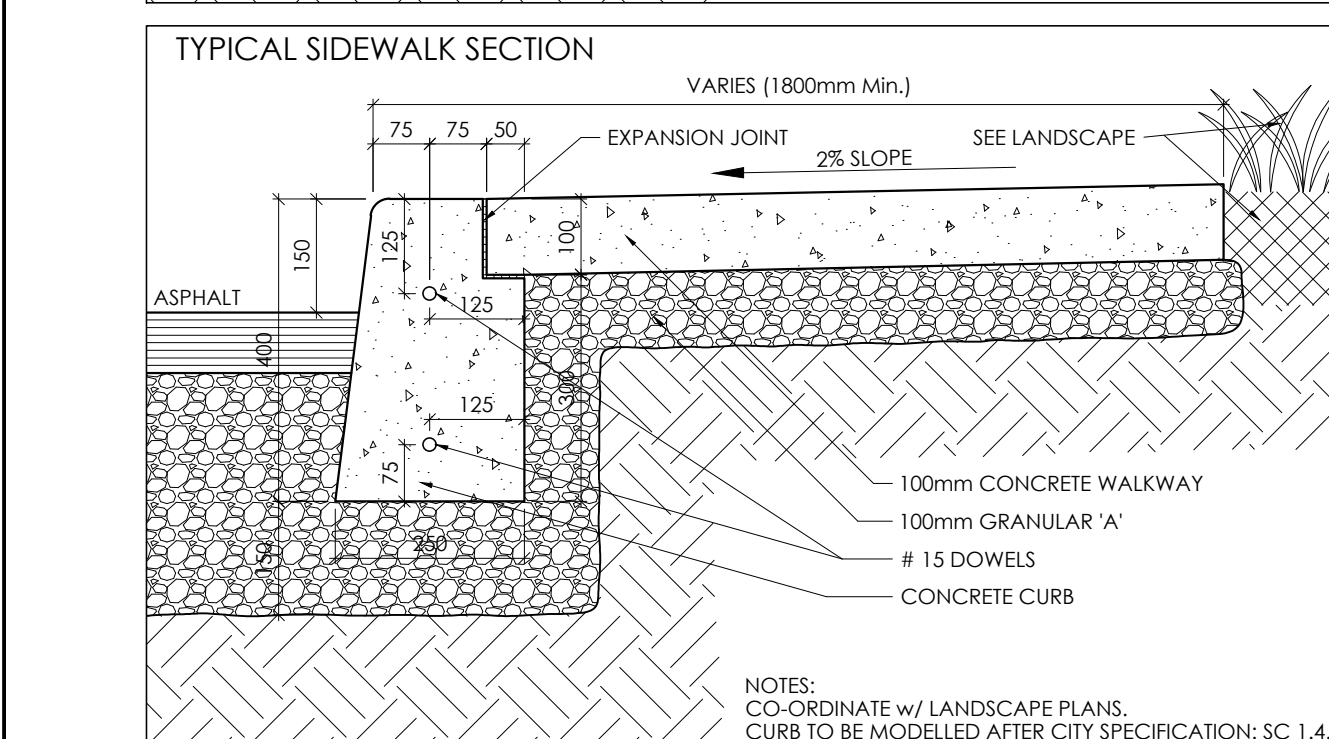 TYPICAL SIDEWALK SECTION
VARIES (1800mm Min.)
75 75 50
EXPANSION JOINT
SEE LANDSCAPE
2% SLOPE
150
125
100
ASPHALT
125
400
300
125
75
100mm CONCRETE WALKWAY
100mm GRANULAR 'A'
250
150
# 15 DOWELS
CONCRETE CURB
NOTES:
CO-ORDINATE w/ LANDSCAPE PLANS.
CURB TO BE MODELLED AFTER CITY SPECIFICATION: SC 1.4.